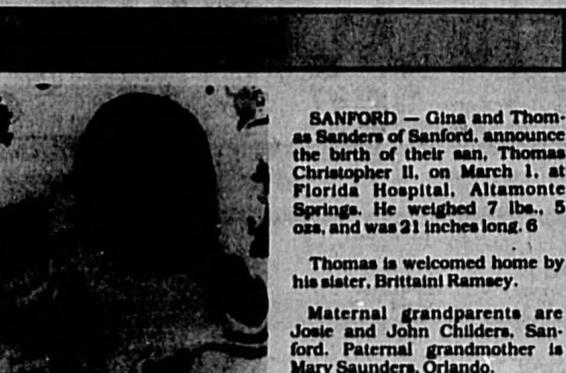 SANFORD — Gina and Thom-
as Sanders of Sanford, announce
the birth of their san, Thomas
Christopher II, on March 1, at
Florida Hospital, Altamonte
Springs. He weighed 7 lbs., 5
ozs, and was 21 inches long. 6
Thomas is welcomed home by
his sister, Brittaini Ramsey.
Maternal grandparents are
Josie and John Childers, San-
ford. Paternal grandmother is
Mary Saunders, Orlando.